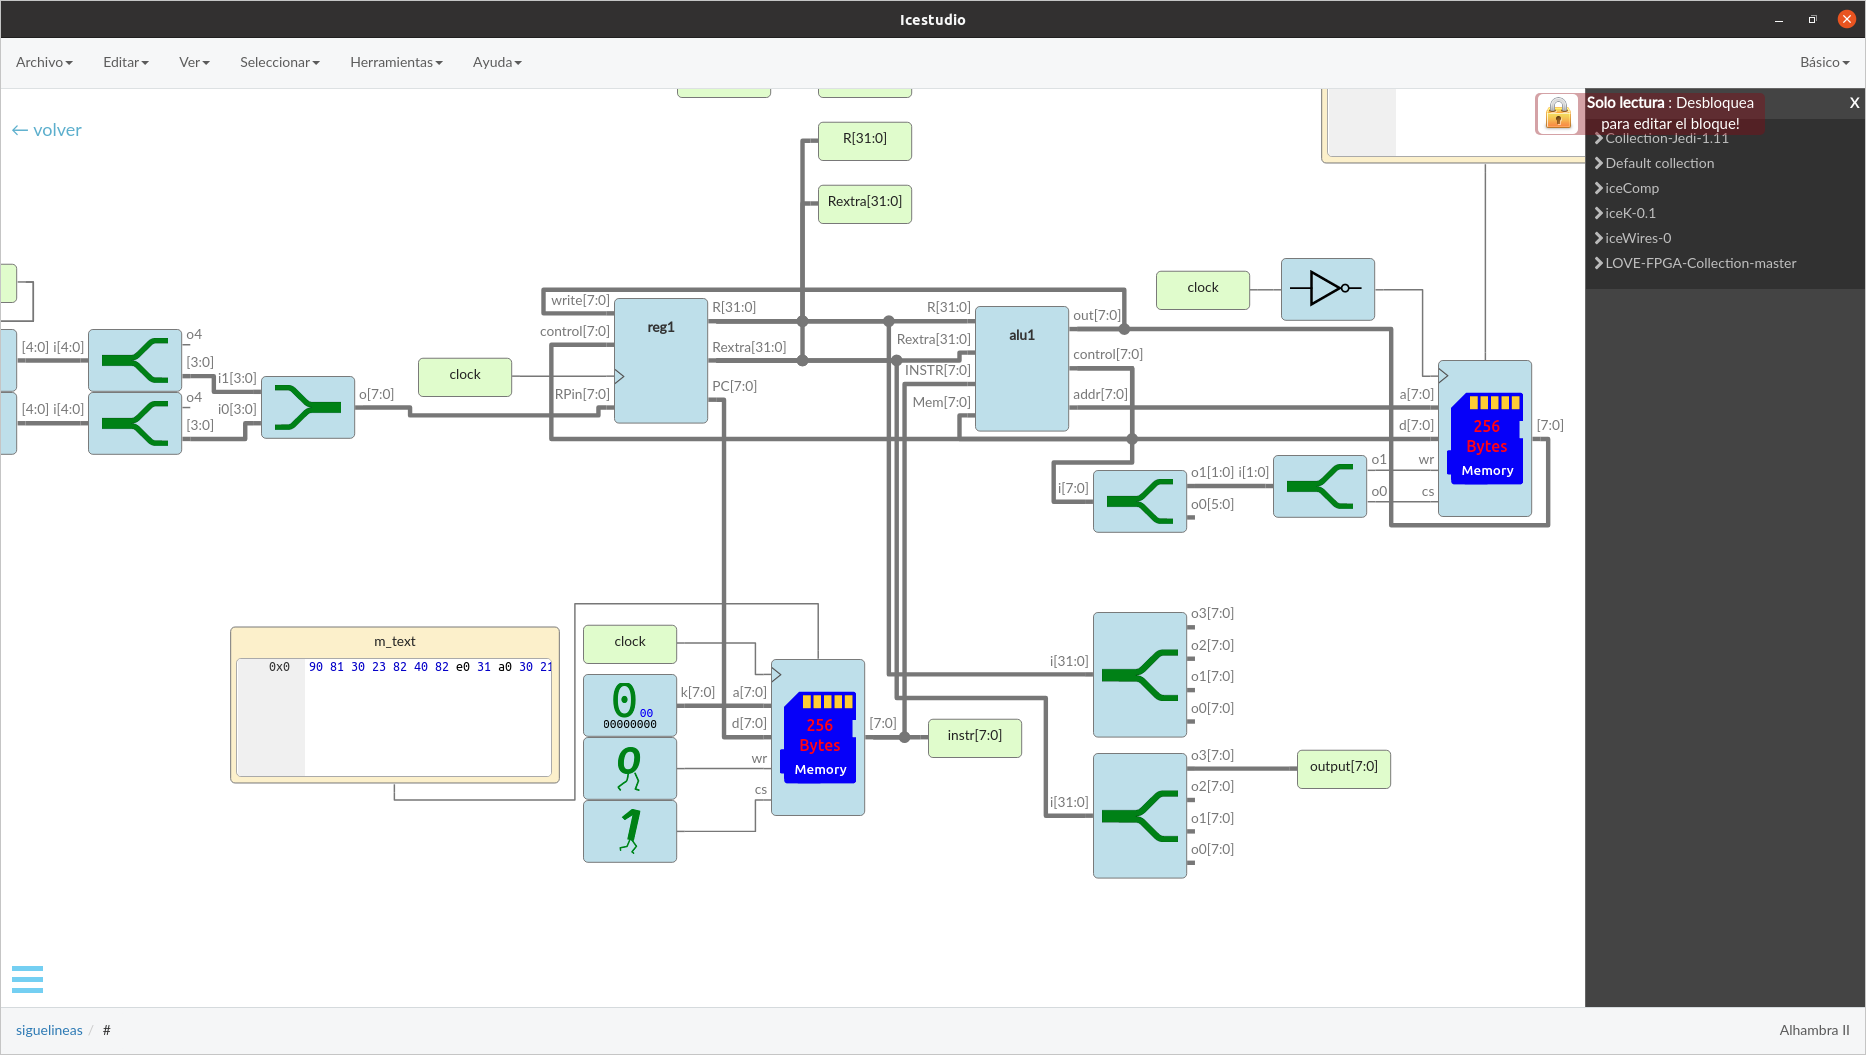 Icestudio
Archivo Editar Ver Seleccionar Herramientas Ayuda Básico
← volver
Solo lectura : Desbloquea
para editar el bloque!
X
Collection-Jedi-1.11
Default collection
iceComp
iceK-0.1
iceWires-0
LOVE-FPGA-Collection-master
R[31:0]
Rextra[31:0]
clock
write[7:0]
control[7:0]
RPin[7:0]
reg1
R[31:0]
Rextra[31:0]
PC[7:0]
R[31:0]
Rextra[31:0]
INSTR[7:0]
Mem[7:0]
alu1
out[7:0]
control[7:0]
addr[7:0]
[4:0] i[4:0]
o4
[3:0]
[4:0] i[4:0]
o4
[3:0]
i1[3:0]
i0[3:0]
o[7:0]
clock
a[7:0]
d[7:0]
wr
cs
256
Bytes
Memory
[7:0]
i[7:0]
o1[1:0] i[1:0]
o0[5:0]
o1
o0
m_text
0x0 90 81 30 23 82 40 82 e0 31 a0 30 21
clock
0
00
00000000
k[7:0]
0
1
a[7:0]
d[7:0]
wr
cs
256
Bytes
Memory
[7:0]
instr[7:0]
i[31:0]
o3[7:0]
o2[7:0]
o1[7:0]
o0[7:0]
i[31:0]
o3[7:0]
o2[7:0]
o1[7:0]
o0[7:0]
output[7:0]
siguelineas / #
Alhambra II